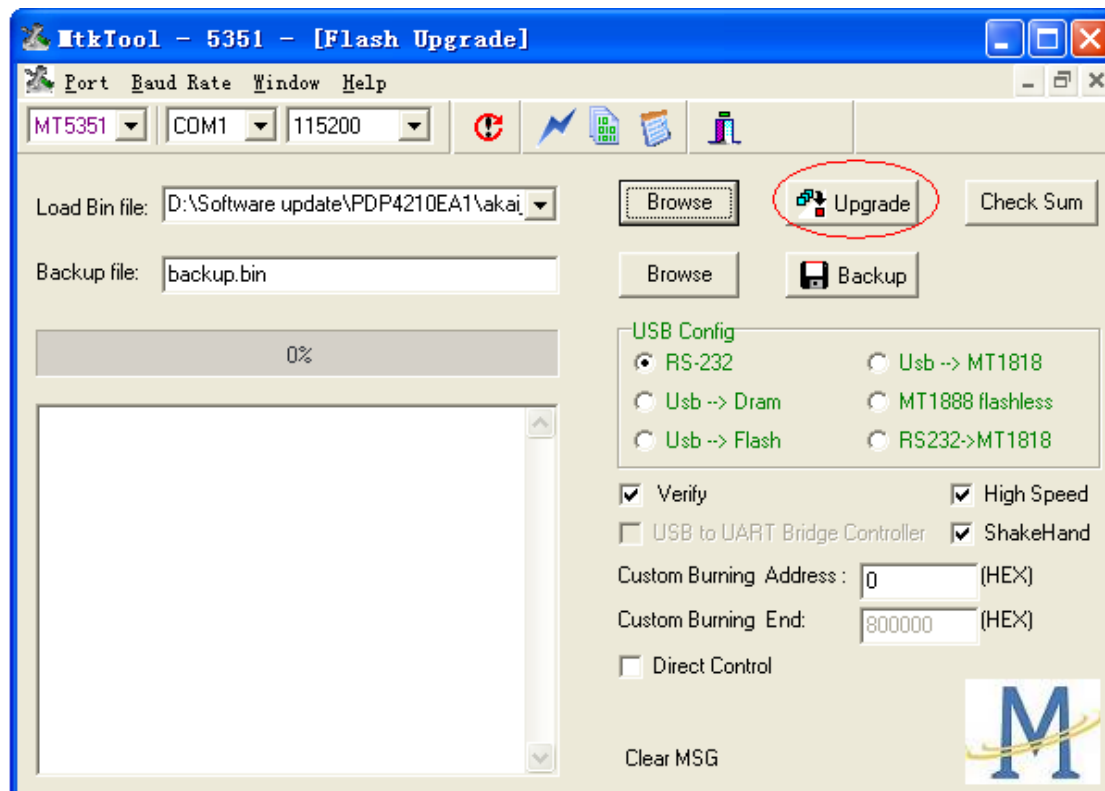 MtkTool - 5351 - [Flash Upgrade]
Port Baud Rate Window Help
MT5351 COM1 115200
Load Bin file: D:\Software update\PDP4210EA1\akai_ Browse Upgrade Check Sum
Backup file: backup.bin Browse Backup
0%
USB Config
RS-232 Usb --> MT1818
Usb --> Dram MT1888 flashless
Usb --> Flash RS232->MT1818
Verify High Speed
USB to UART Bridge Controller ShakeHand
Custom Burning Address : 0 (HEX)
Custom Burning End: 800000 (HEX)
Direct Control
Clear MSG
M